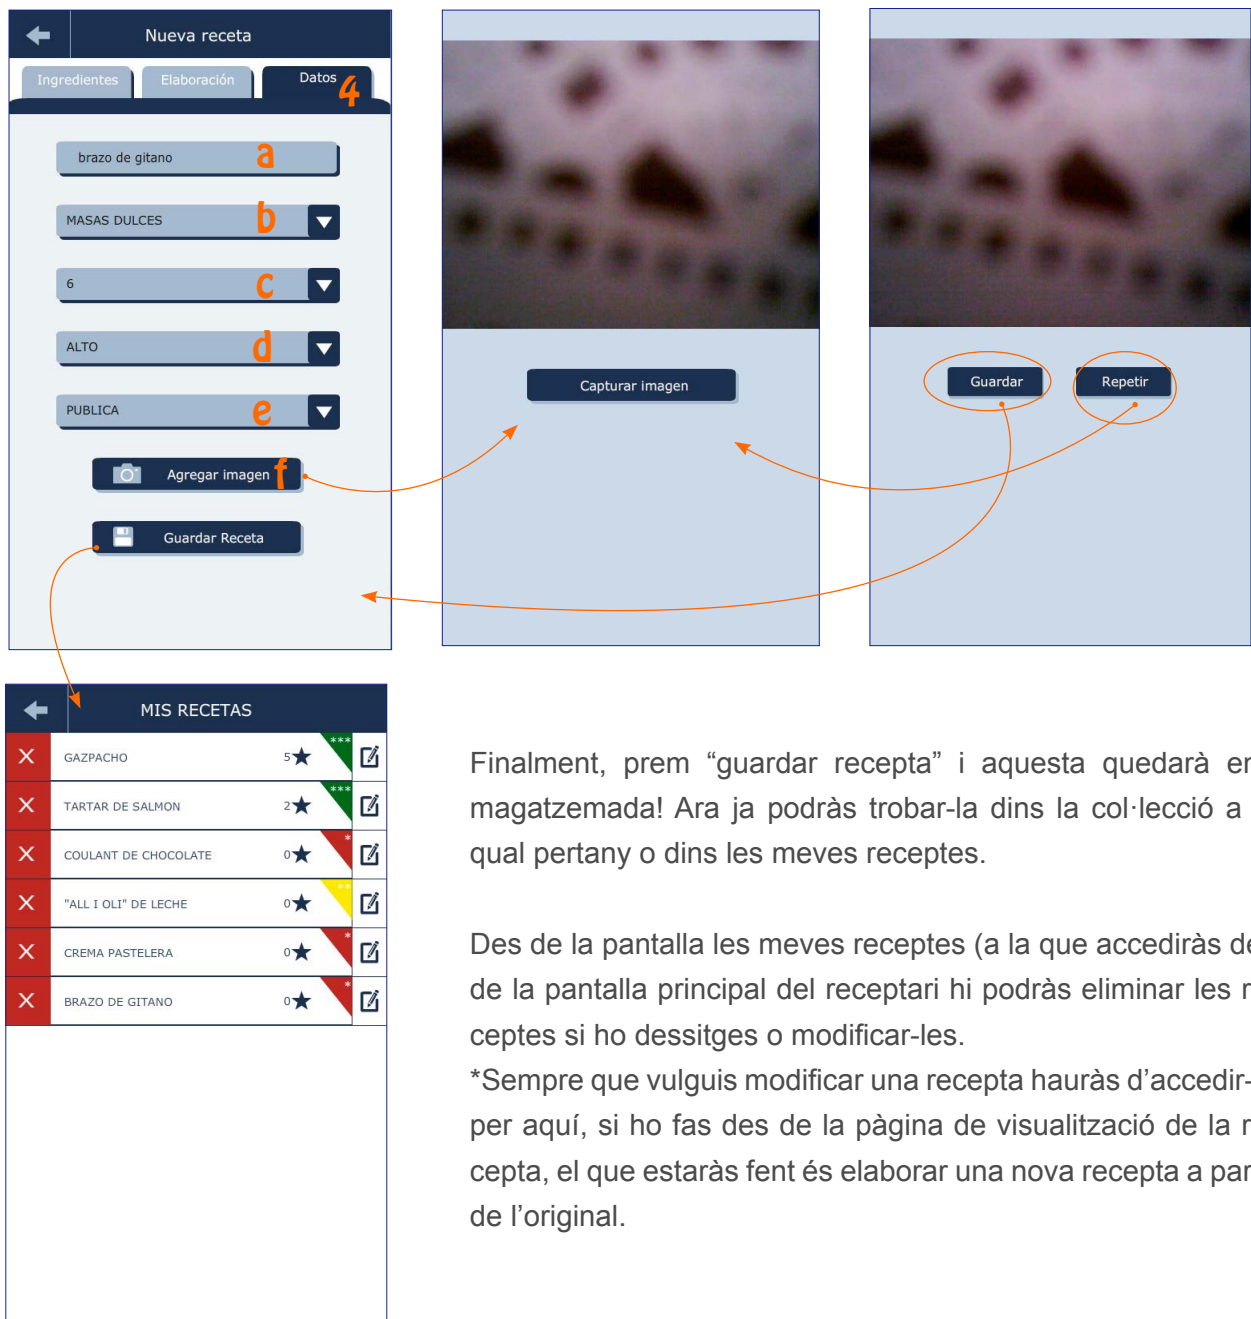 Nueva receta
Ingredientes
Elaboración
Datos
4
brazo de gitano
a
MASAS DULCES
b
6
c
ALTO
d
PUBLICA
e
Agregar imagen
f
Guardar Receta
Capturar imagen
Guardar
Repetir
MIS RECETAS
X GAZPACHO 5★ ***
X TARTAR DE SALMON 2★ ***
X COULANT DE CHOCOLATE 0★ *
X "ALL I OLI" DE LECHE 0★ **
X CREMA PASTELERA 0★ *
X BRAZO DE GITANO 0★ *
Finalment, prem “guardar recepta” i aquesta quedarà em
magatzemada! Ara ja podràs trobar-la dins la col·lecció a
qual pertany o dins les meves receptes.
Des de la pantalla les meves receptes (a la que accediràs de
de la pantalla principal del receptari hi podràs eliminar les r
ceptes si ho dessitges o modificar-les.
*Sempre que vulguis modificar una recepta hauràs d’accedir-
per aquí, si ho fas des de la pàgina de visualització de la r
cepta, el que estaràs fent és elaborar una nova recepta a par
de l’original.